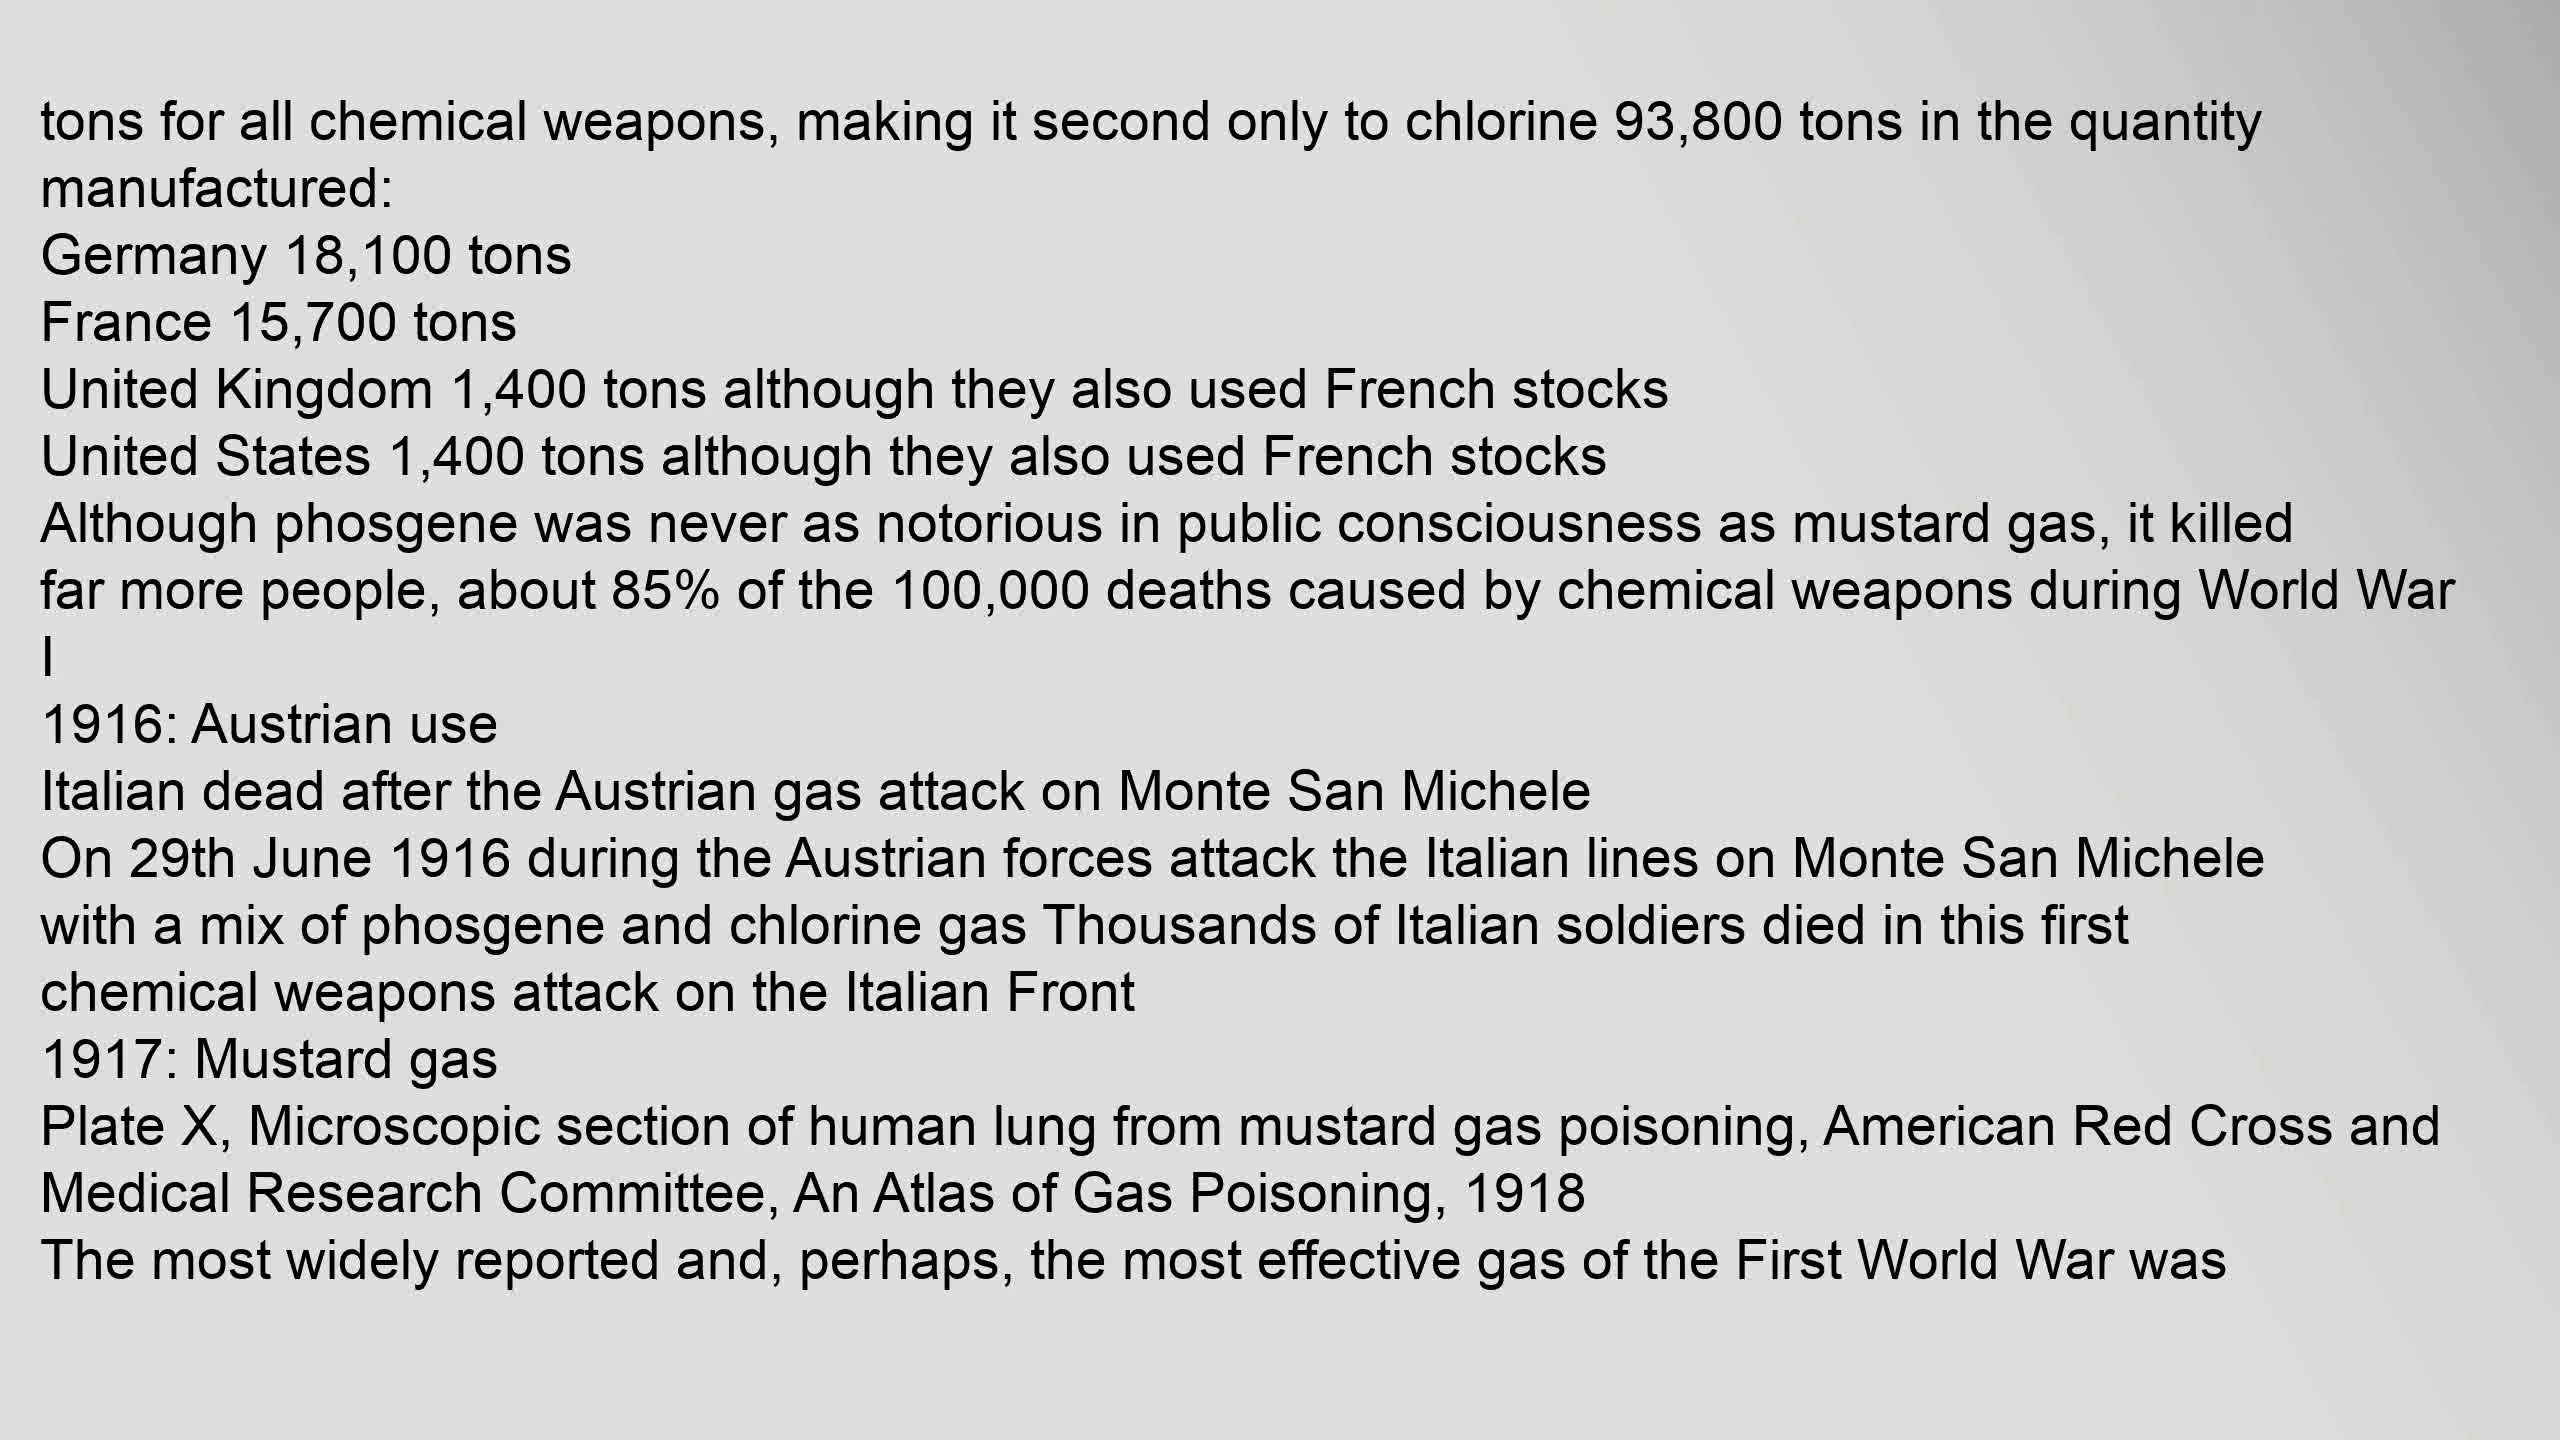 tons for all chemical weapons, making it second only to chlorine 93,800 tons in the quantity
manufactured:
Germany 18,100 tons
France 15,700 tons
United Kingdom 1,400 tons although they also used French stocks
United States 1,400 tons although they also used French stocks
Although phosgene was never as notorious in public consciousness as mustard gas, it killed
far more people, about 85% of the 100,000 deaths caused by chemical weapons during World War
I
1916: Austrian use
Italian dead after the Austrian gas attack on Monte San Michele
On 29th June 1916 during the Austrian forces attack the Italian lines on Monte San Michele
with a mix of phosgene and chlorine gas Thousands of Italian soldiers died in this first
chemical weapons attack on the Italian Front
1917: Mustard gas
Plate X, Microscopic section of human lung from mustard gas poisoning, American Red Cross and
Medical Research Committee, An Atlas of Gas Poisoning, 1918
The most widely reported and, perhaps, the most effective gas of the First World War was